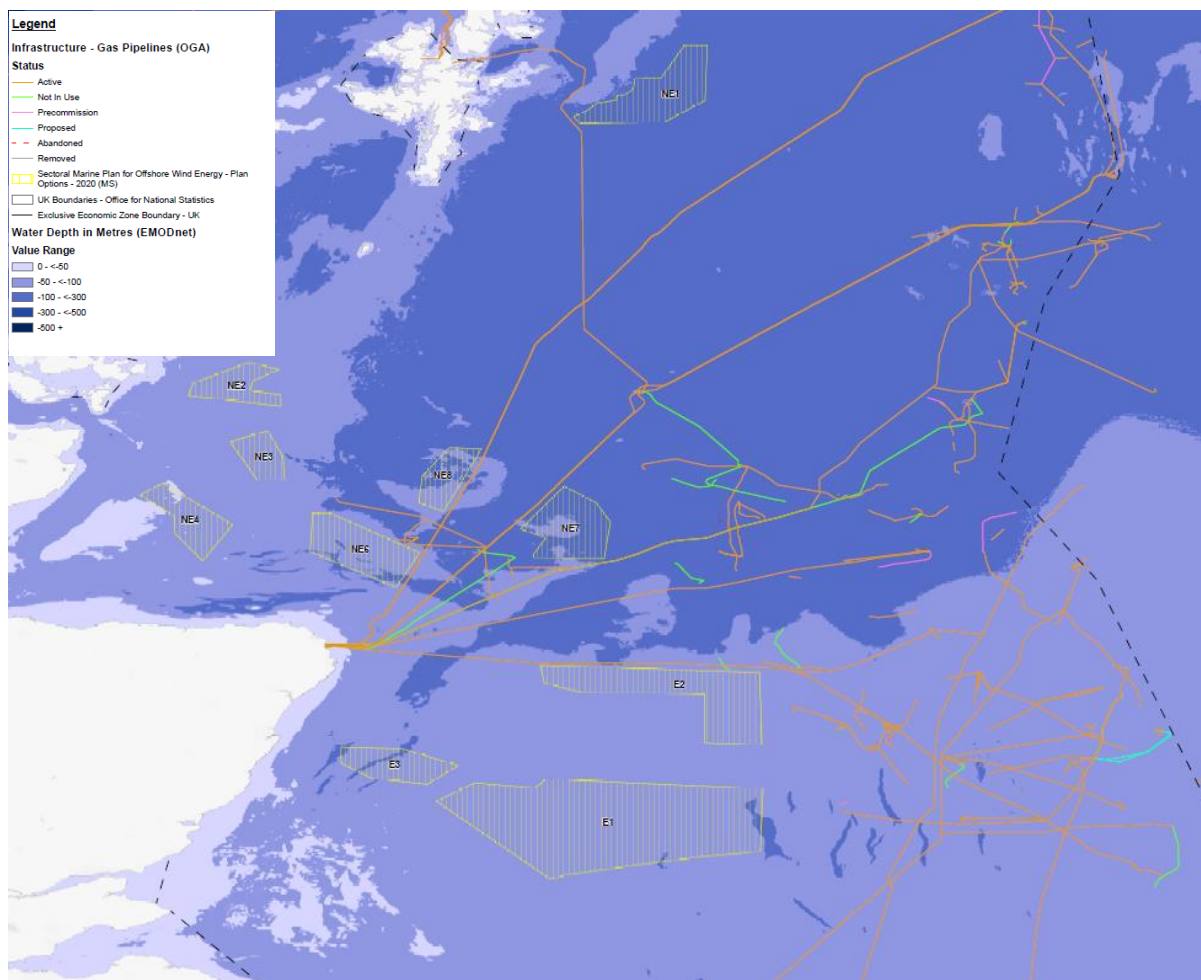 Legend
Infrastructure - Gas Pipelines (OGA)
Status
Active
Not In Use
Precommission
Proposed
Abandoned
Removed
Sectoral Marine Plan for Offshore Wind Energy - Plan
Options - 2020 (MS)
UK Boundaries - Office for National Statistics
Exclusive Economic Zone Boundary - UK
Water Depth in Metres (EMODnet)
Value Range
0 - <-50
-50 - <-100
-100 - <-300
-300 - <-500
-500 +
NE1
NE2
NE3
NE8
NE4
NE7
NE6
E2
E3
E1